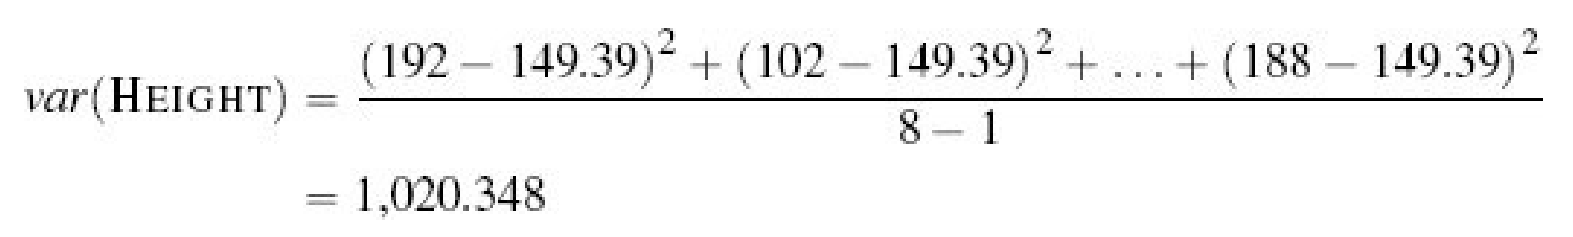 var(HEIGHT) = \frac{(192 − 149.39)^2 + (102 − 149.39)^2 + ... + (188 − 149.39)^2}{8 − 1}
= 1,020.348